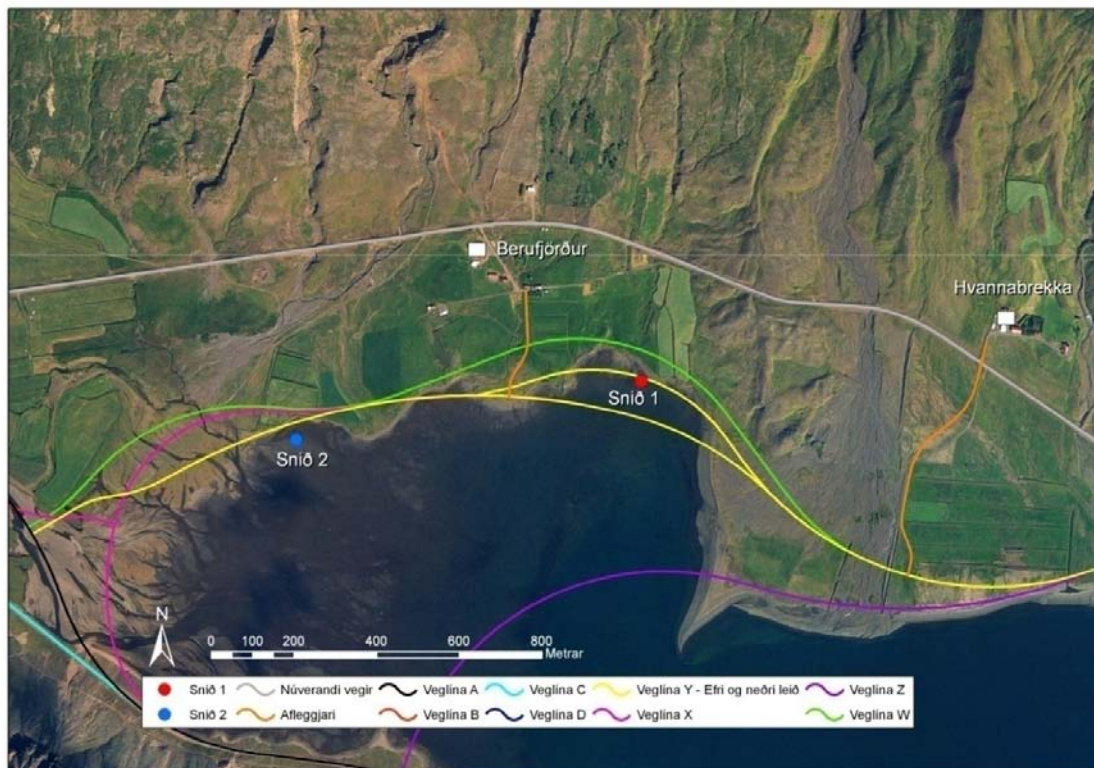 Berufjörður
Hvannabrekka
Snið 1
Snið 2
N
0 100 200 400 600 800
Metrar
Snið 1 Núverandi vegir Veglína A Veglína C Veglína Y - Efri og neðri leið Veglína Z
Snið 2 Afleggjari Veglína B Veglína D Veglína X Veglína W